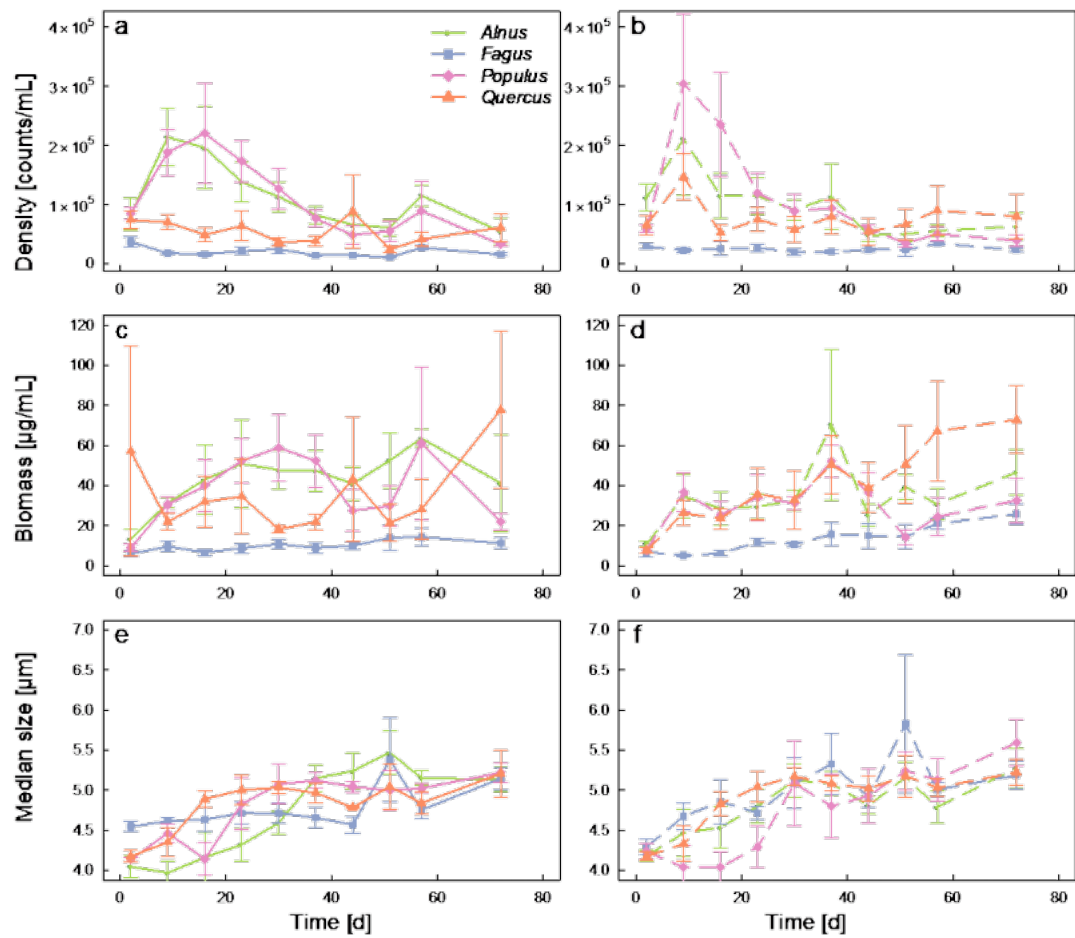 a
b
Alnus
Fagus
Populus
Quercus
Density [counts/mL]
4 × 10⁵
3 × 10⁵
2 × 10⁵
1 × 10⁵
0
4 × 10⁵
3 × 10⁵
2 × 10⁵
1 × 10⁵
0
0 20 40 60 80
0 20 40 60 80
c
d
Biomass [µg/mL]
120
100
80
60
40
20
0
120
100
80
60
40
20
0
0 20 40 60 80
0 20 40 60 80
e
f
Median size [µm]
7.0
6.5
6.0
5.5
5.0
4.5
4.0
7.0
6.5
6.0
5.5
5.0
4.5
4.0
0 20 40 60 80
0 20 40 60 80
Time [d]
Time [d]